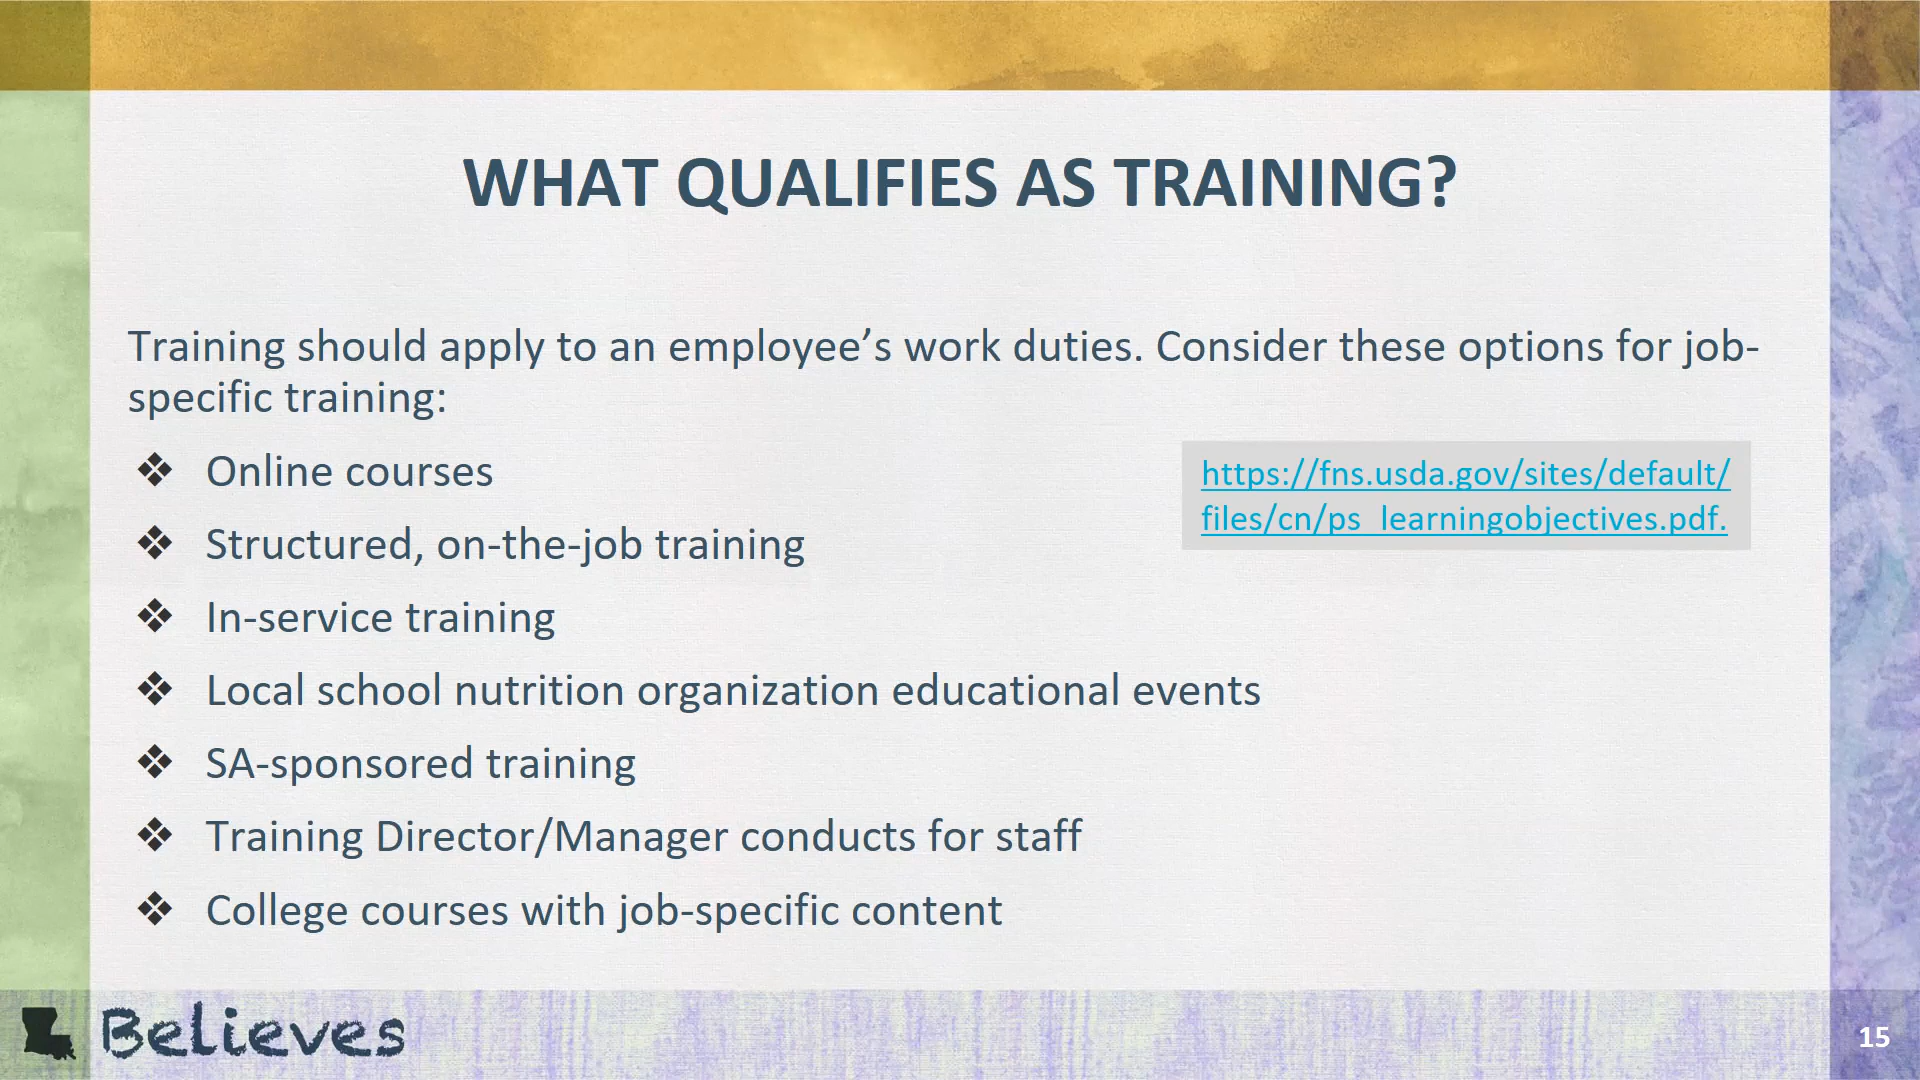 WHAT QUALIFIES AS TRAINING?
Training should apply to an employee’s work duties. Consider these options for job-
specific training:
❖ Online courses
https://fns.usda.gov/sites/default/
files/cn/ps_learningobjectives.pdf.
❖ Structured, on-the-job training
❖ In-service training
❖ Local school nutrition organization educational events
❖ SA-sponsored training
❖ Training Director/Manager conducts for staff
❖ College courses with job-specific content
Believes
15